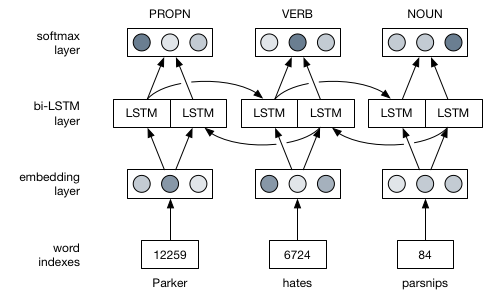 PROPN VERB NOUN
softmax
layer
bi-LSTM
layer
LSTM LSTM LSTM LSTM LSTM LSTM
embedding
layer
word
indexes
12259 6724 84
Parker hates parsnips